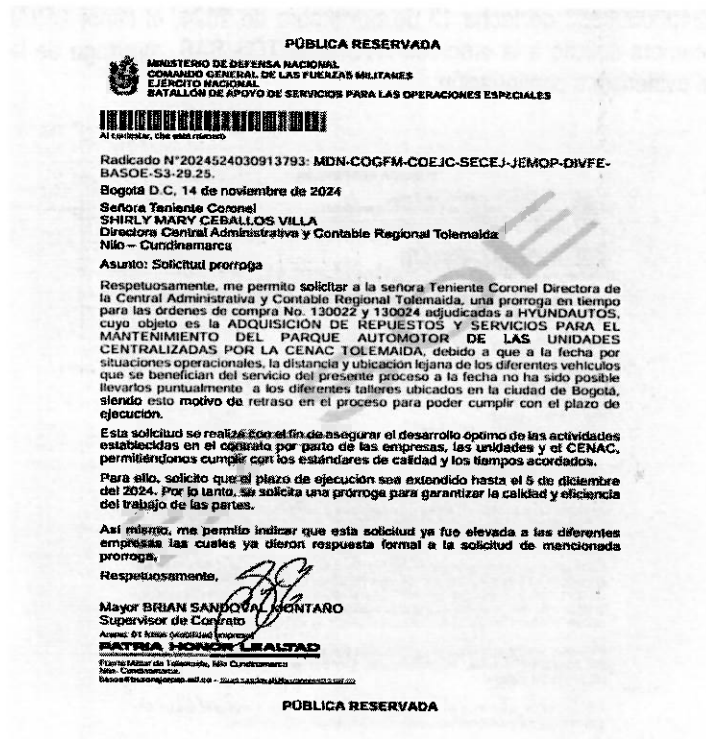 PÚBLICA RESERVADA
MINISTERIO DE DEFENSA NACIONAL
COMANDO GENERAL DE LAS FUERZAS MILITARES
EJÉRCITO NACIONAL
BATALLÓN DE APOYO DE SERVICIOS PARA LAS OPERACIONES ESPECIALES
Al contestar, cite este número
Radicado N°2024524030913793: MDN-COGFM-COEJC-SECEJ-JEMOP-DIVFE-
BASOE-S3-29.25.
Bogotá D.C, 14 de noviembre de 2024
Señora Teniente Coronel
SHIRLY MARY CEBALLOS VILLA
Directora Central Administrativa y Contable Regional Tolemaida
Nilo – Cundinamarca
Asunto: Solicitud prorroga
Respetuosamente, me permito solicitar a la señora Teniente Coronel Directora de
la Central Administrativa y Contable Regional Tolemaida, una prorroga en tiempo
para las órdenes de compra No. 130022 y 130024 adjudicadas a HYUNDAUTOS,
cuyo objeto es la ADQUISICIÓN DE REPUESTOS Y SERVICIOS PARA EL
MANTENIMIENTO DEL PARQUE AUTOMOTOR DE LAS UNIDADES
CENTRALIZADAS POR LA CENAC TOLEMAIDA, debido a que a la fecha por
situaciones operacionales, la distancia y ubicación lejana de los diferentes vehículos
que se benefician del servicio del presente proceso a la fecha no ha sido posible
llevarlos puntualmente a los diferentes talleres ubicados en la ciudad de Bogotá,
siendo esto motivo de retraso en el proceso para poder cumplir con el plazo de
ejecución.
Esta solicitud se realiza con el fin de asegurar el desarrollo óptimo de las actividades
establecidas en el contrato por parte de las empresas, las unidades y el CENAC,
permitiéndonos cumplir con los estándares de calidad y los tiempos acordados.
Para ello, solicito que el plazo de ejecución sea extendido hasta el 5 de diciembre
del 2024. Por lo tanto, se solicita una prórroga para garantizar la calidad y eficiencia
del trabajo de las partes.
Así mismo, me permito indicar que esta solicitud ya fue elevada a las diferentes
empresas las cuales ya dieron respuesta formal a la solicitud de mencionada
prorroga.
Respetuosamente,
Mayor BRIAN SANDOVAL MONTAÑO
Supervisor de Contrato
Anexo: 01 folios
PATRIA HONOR LEALTAD
Fuerte Militar de Tolemaida, Nilo Cundinamarca
Nilo- Cundinamarca.
PÚBLICA RESERVADA